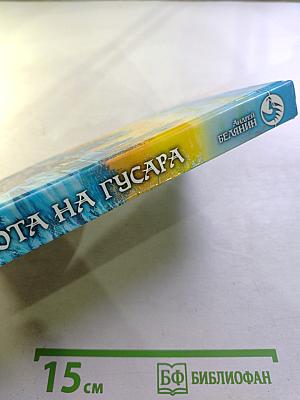 Андрей
БЕЛЯНИН
ОТА НА ГУСАРА
15 см
БФ БИБЛИОФАН